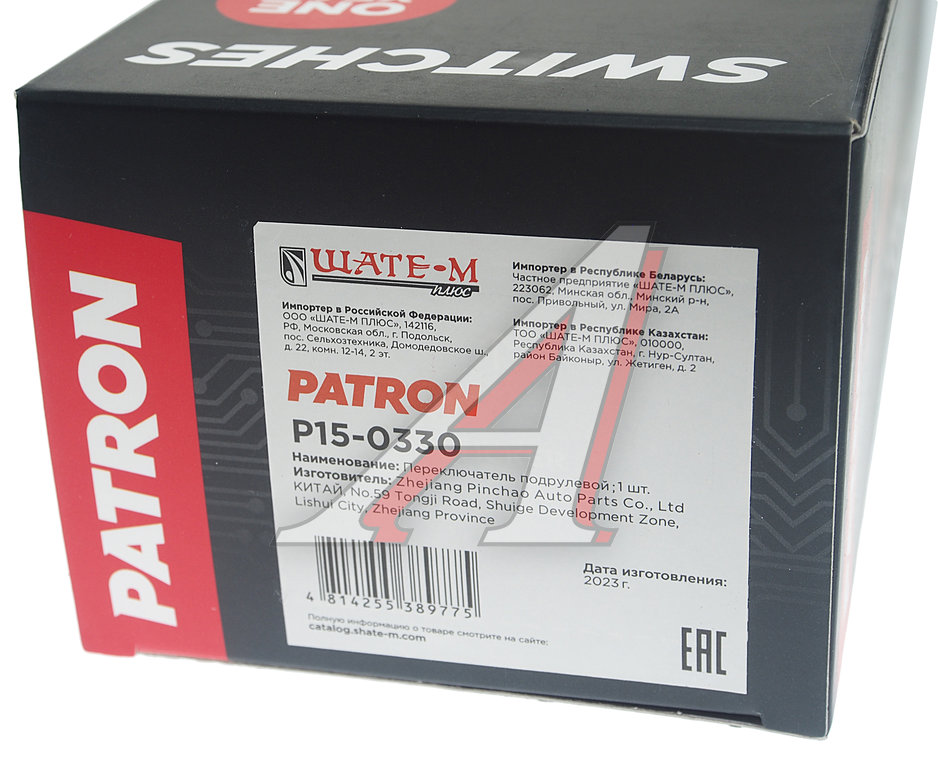 ONE
SWITCHES
PATRON
ШАТЕ-М
плюс
Импортер в Российской Федерации:
ООО «ШАТЕ-М ПЛЮС», 142116,
РФ, Московская обл., г. Подольск,
пос. Сельхозтехника, Домодедовское ш.,
д. 22, комн. 12-14, 2 эт.
Импортер в Республике Беларусь:
Частное предприятие «ШАТЕ-М ПЛЮС»,
223062, Минская обл., Минский р-н,
пос. Привольный, ул. Мира, 2А
Импортер в Республике Казахстан:
ТОО «ШАТЕ-М ПЛЮС», 010000,
Республика Казахстан, г. Нур-Султан,
район Байконыр, ул. Жетиген, д. 2
PATRON
P15-0330
Наименование: Переключатель подрулевой; 1 шт.
Изготовитель: Zhejiang Pinchao Auto Parts Co., Ltd
КИТАЙ, No.59 Tongji Road, Shuige Development Zone,
Lishui City, Zhejiang Province
4 814255 389775
Дата изготовления:
2023 г.
Полную информацию о товаре смотрите на сайте:
catalog.shate-m.com
EAC